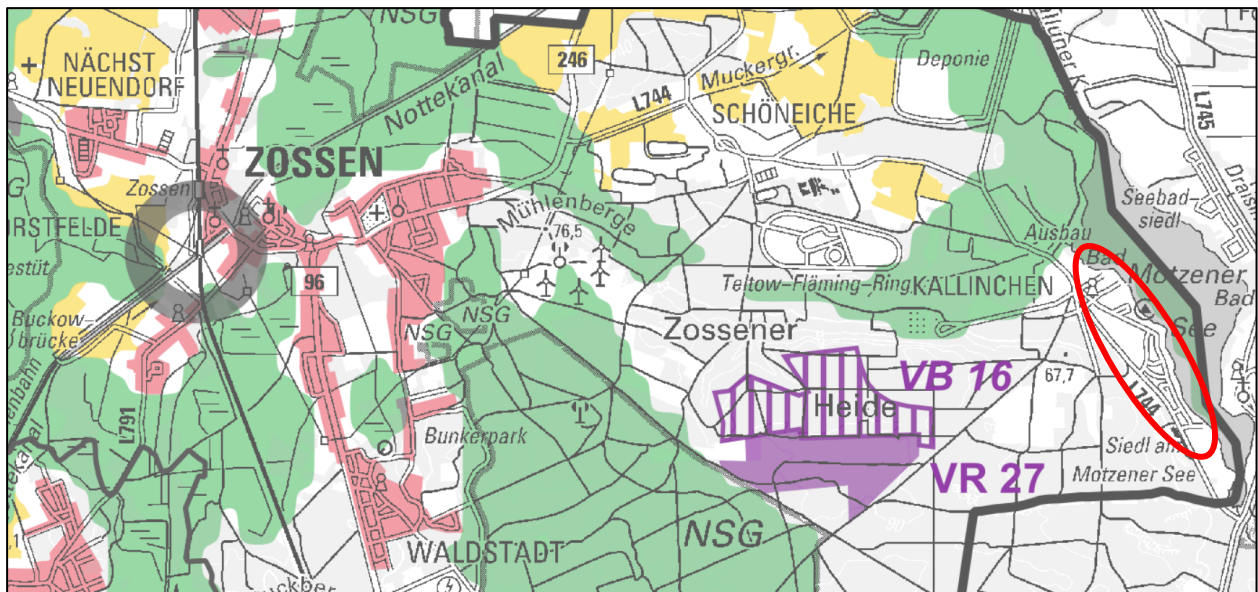 NSG
NÄCHST
NEUENDORF
246
Deponie
Nottekanal
L744
Muckergr.
SCHÖNEICHE
L745
ZOSSEN
Zossen
Seebad-
siedl
Mühlenberge
76,5
Ausbau
Bad
Motzener
See
Bad
96
Teltow-Fläming-Ring
KALLINCHEN
Buckow-
brücke
NSG
NSG
Zossener
Heide
VB 16
67,7
L744
L791
Bunkerpark
Siedl am
Motzener See
VR 27
NSG
WALDSTADT